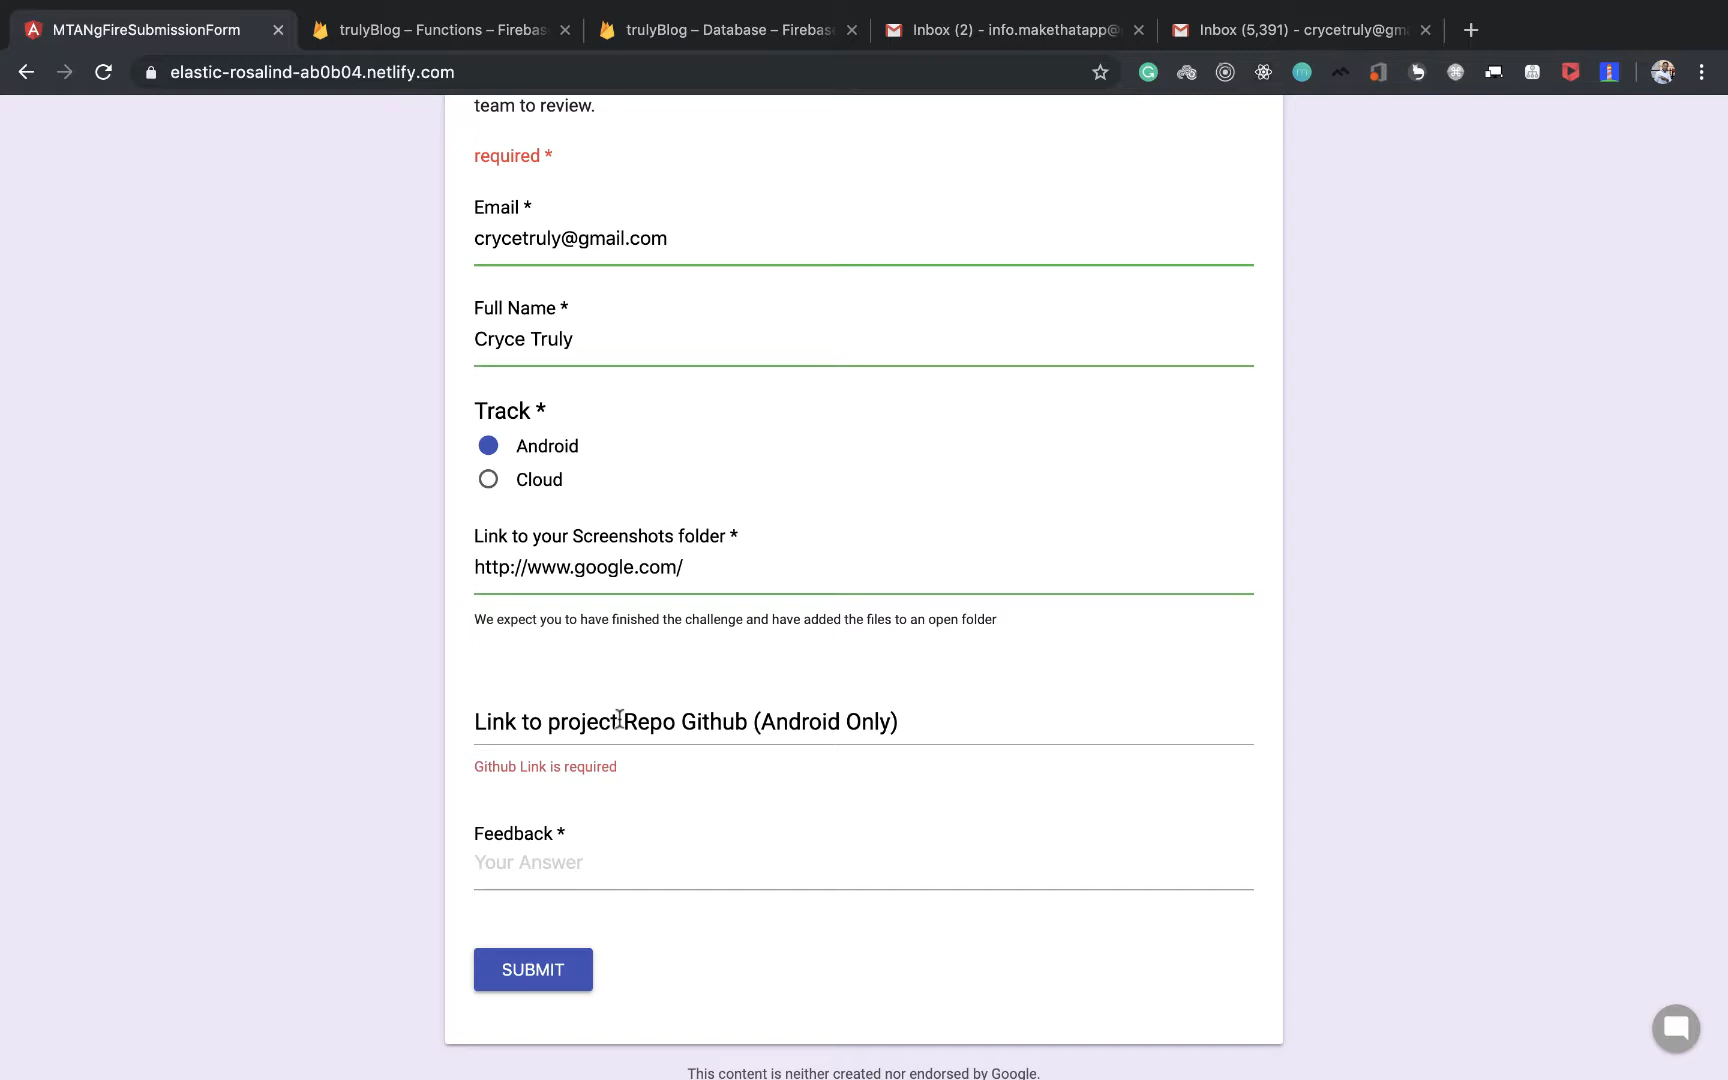 MTANgFireSubmissionForm
trulyBlog – Functions – Firebas
trulyBlog – Database – Firebas
Inbox (2) - info.makethatapp@
Inbox (5,391) - crycetruly@gm
elastic-rosalind-ab0b04.netlify.com
team to review.
required *
Email *
crycetruly@gmail.com
Full Name *
Cryce Truly
Track *
Android
Cloud
Link to your Screenshots folder *
http://www.google.com/
We expect you to have finished the challenge and have added the files to an open folder
Link to project Repo Github (Android Only)
Github Link is required
Feedback *
Your Answer
SUBMIT
This content is neither created nor endorsed by Google.